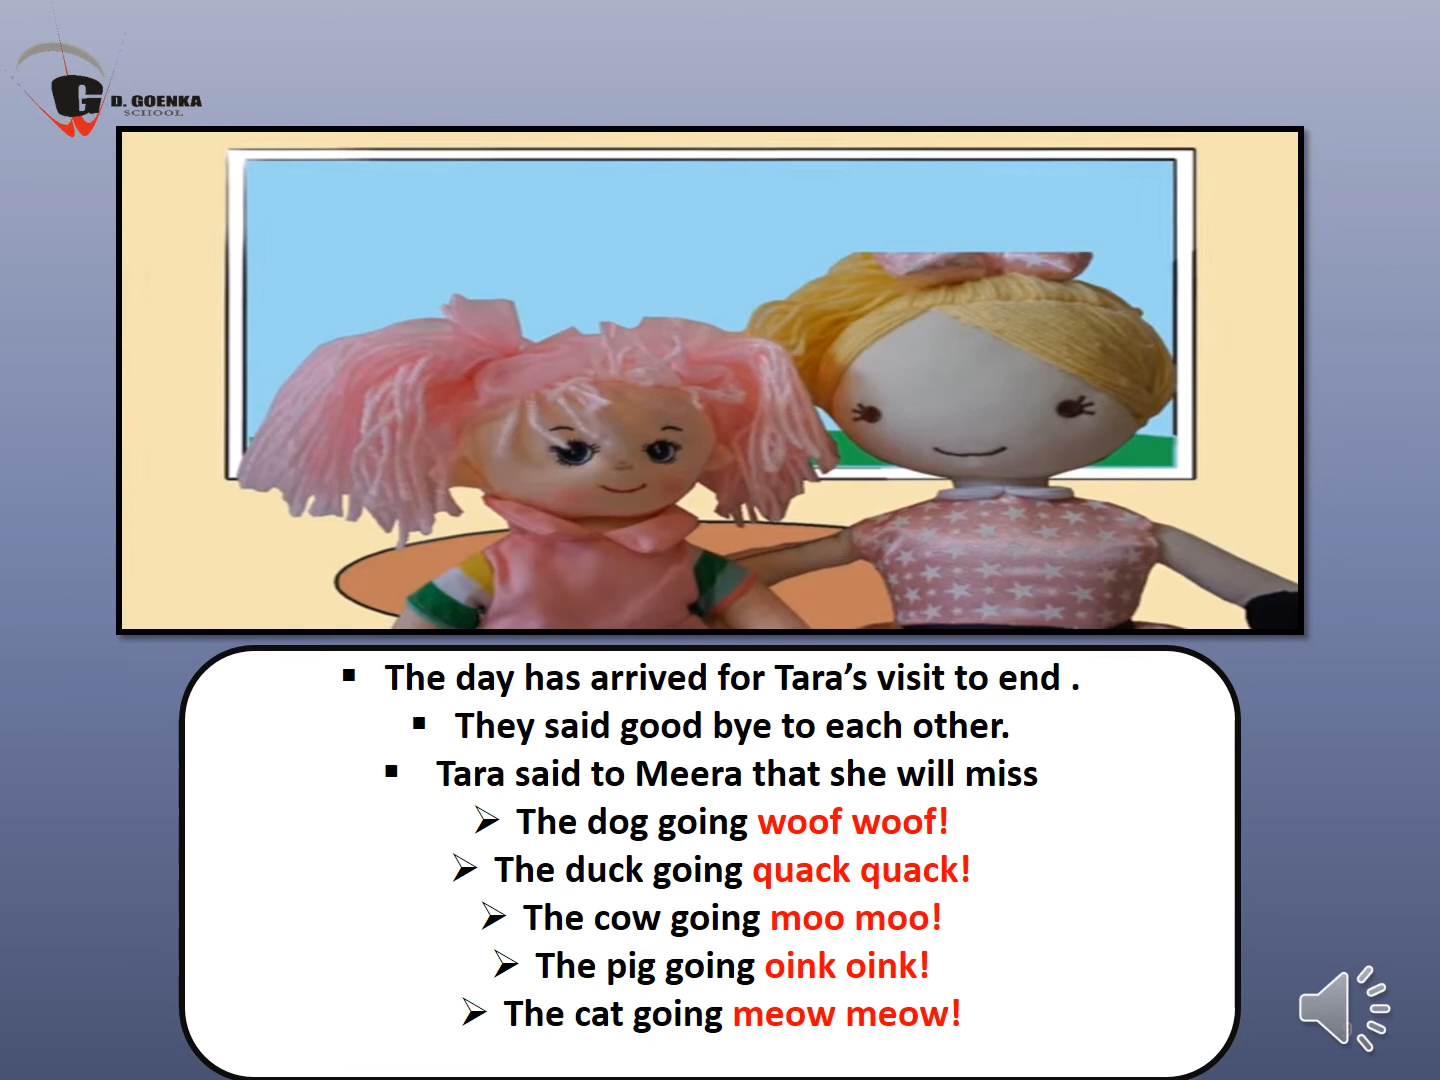 G
D. GOENKA
SCHOOL
▪ The day has arrived for Tara’s visit to end .
▪ They said good bye to each other.
▪ Tara said to Meera that she will miss
➢ The dog going woof woof!
➢ The duck going quack quack!
➢ The cow going moo moo!
➢ The pig going oink oink!
➢ The cat going meow meow!